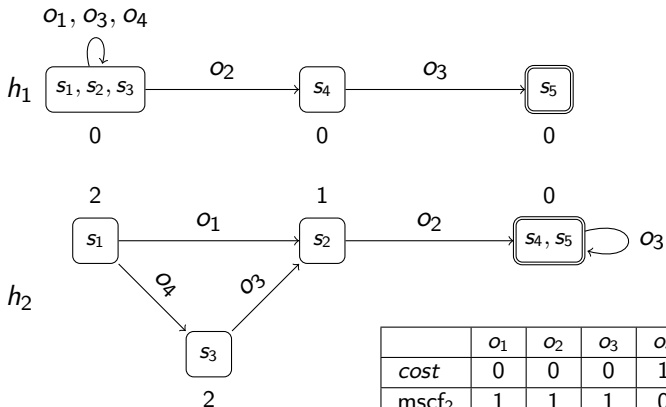 o₁, o₃, o₄
h₁ s₁, s₂, s₃ o₂ s₄ o₃ s₅
0 0 0
2 1 0
s₁ o₁ s₂ o₂ s₄, s₅ o₃
o₄ o₃
h₂
s₃
2
o₁ o₂ o₃
cost 0 0 0 1
mscf₂ 1 1 1